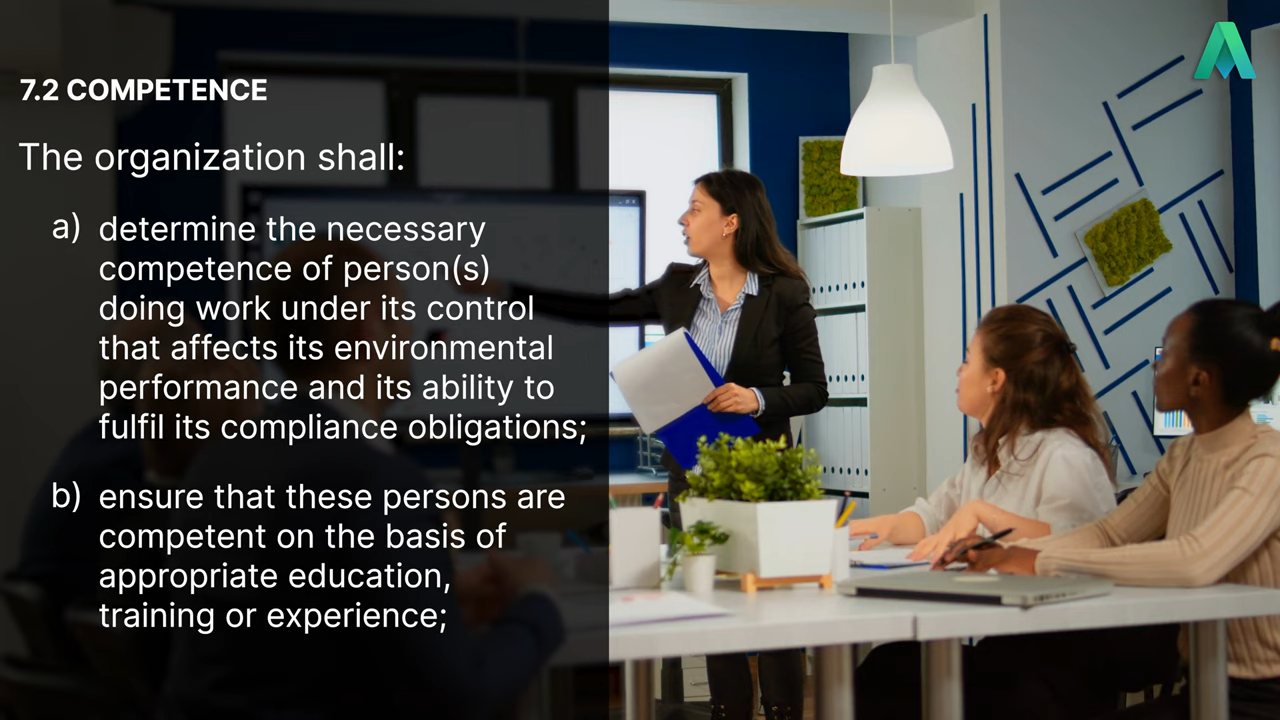 7.2 COMPETENCE
The organization shall:
a) determine the necessary
competence of person(s)
doing work under its control
that affects its environmental
performance and its ability to
fulfil its compliance obligations;
b) ensure that these persons are
competent on the basis of
appropriate education,
training or experience;